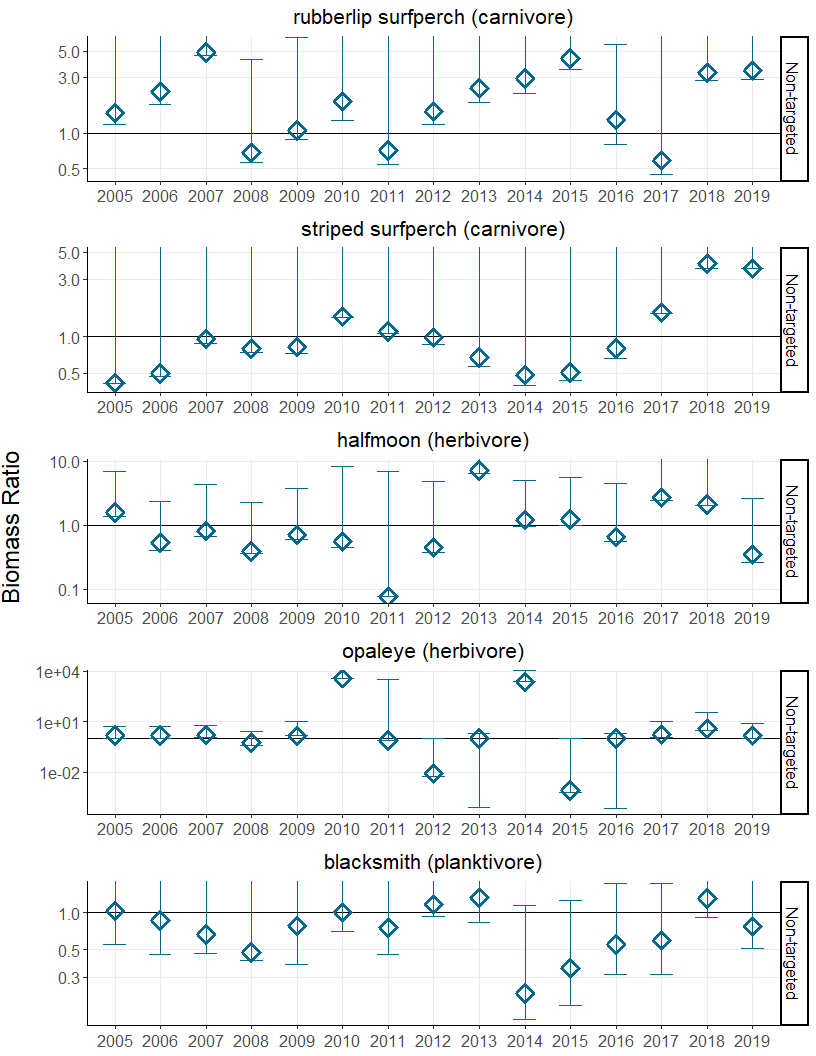 rubberlip surfperch (carnivore)
5.0
3.0
1.0
0.5
Non-targeted
2005 2006 2007 2008 2009 2010 2011 2012 2013 2014 2015 2016 2017 2018 2019
striped surfperch (carnivore)
5.0
3.0
1.0
0.5
Non-targeted
2005 2006 2007 2008 2009 2010 2011 2012 2013 2014 2015 2016 2017 2018 2019
Biomass Ratio
halfmoon (herbivore)
10.0
1.0
0.1
Non-targeted
2005 2006 2007 2008 2009 2010 2011 2012 2013 2014 2015 2016 2017 2018 2019
opaleye (herbivore)
1e+04
1e+01
1e-02
Non-targeted
2005 2006 2007 2008 2009 2010 2011 2012 2013 2014 2015 2016 2017 2018 2019
blacksmith (planktivore)
1.0
0.5
0.3
Non-targeted
2005 2006 2007 2008 2009 2010 2011 2012 2013 2014 2015 2016 2017 2018 2019